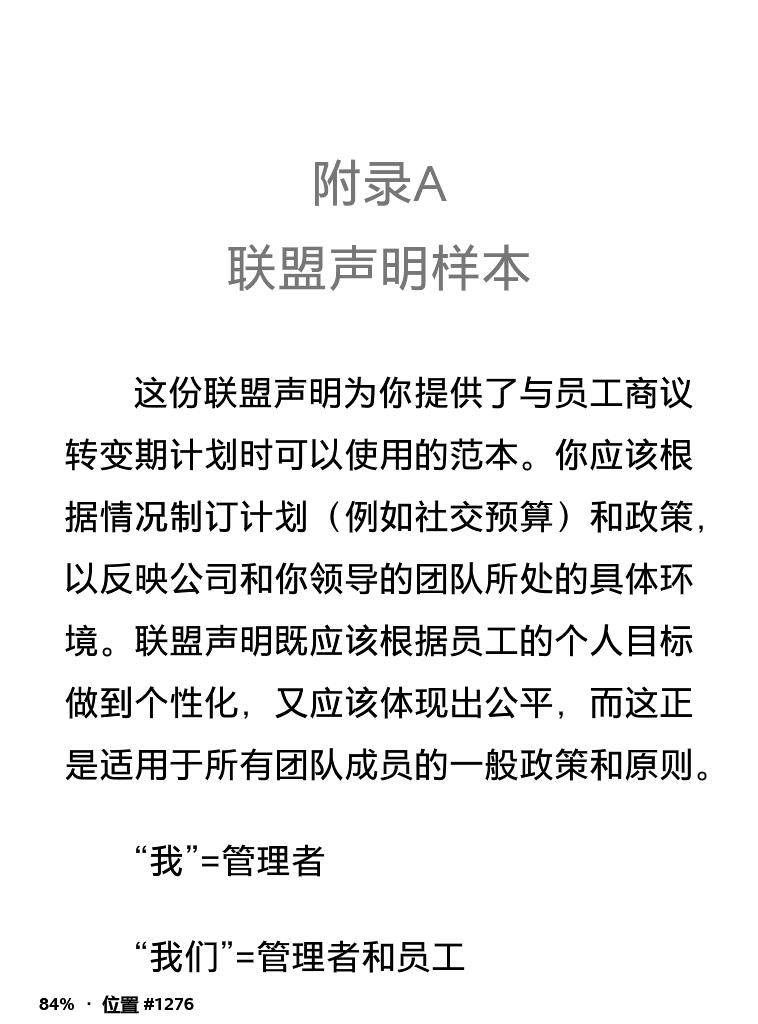 附录A
联盟声明样本
这份联盟声明为你提供了与员工商议
转变期计划时可以使用的范本。你应该根
据情况制订计划（例如社交预算）和政策，
以反映公司和你领导的团队所处的具体环
境。联盟声明既应该根据员工的个人目标
做到个性化，又应该体现出公平，而这正
是适用于所有团队成员的一般政策和原则。
“我”=管理者
“我们”=管理者和员工
84% · 位置 #1276